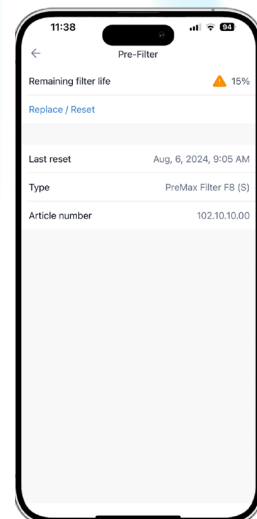 11:38
94
Pre-Filter
Remaining filter life 15%
Replace / Reset
Last reset Aug, 6, 2024, 9:05 AM
Type PreMax Filter F8 (S)
Article number 102.10.10.00